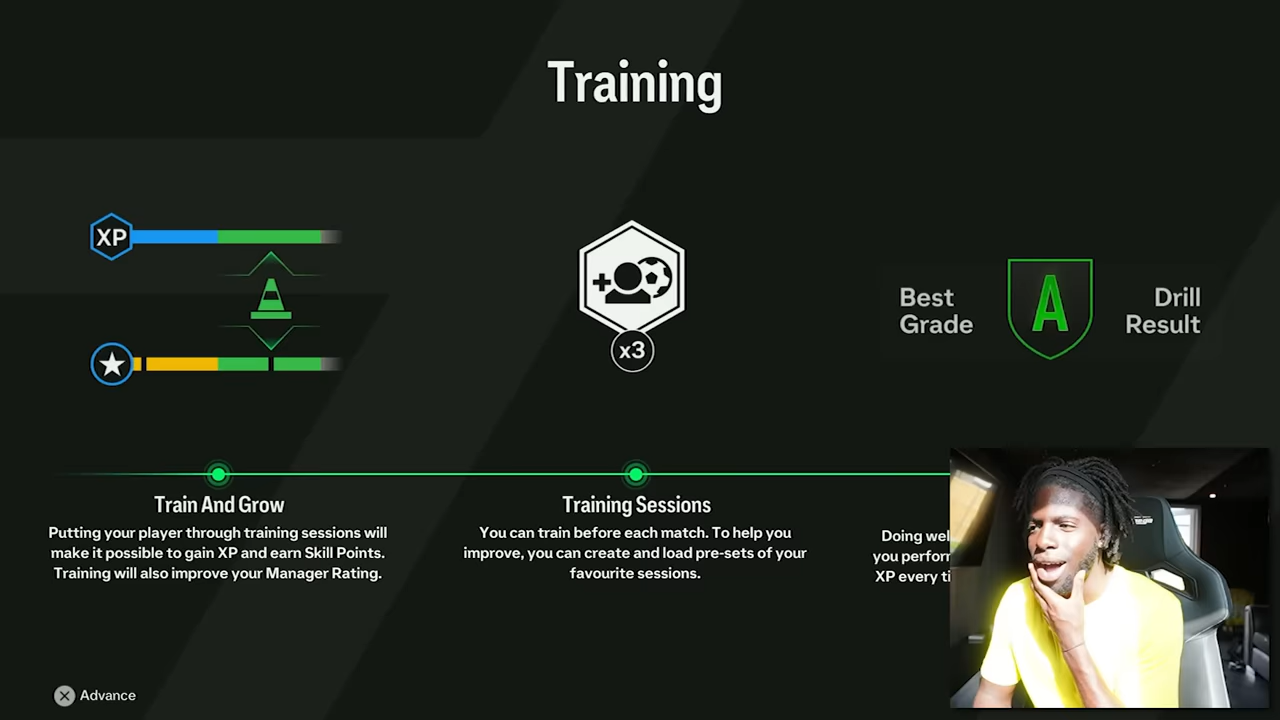 Training
XP
x3
Best
Grade
A
Drill
Result
Train And Grow
Putting your player through training sessions will
make it possible to gain XP and earn Skill Points.
Training will also improve your Manager Rating.
Training Sessions
You can train before each match. To help you
improve, you can create and load pre-sets of your
favourite sessions.
Doing
you
XP every
Advance